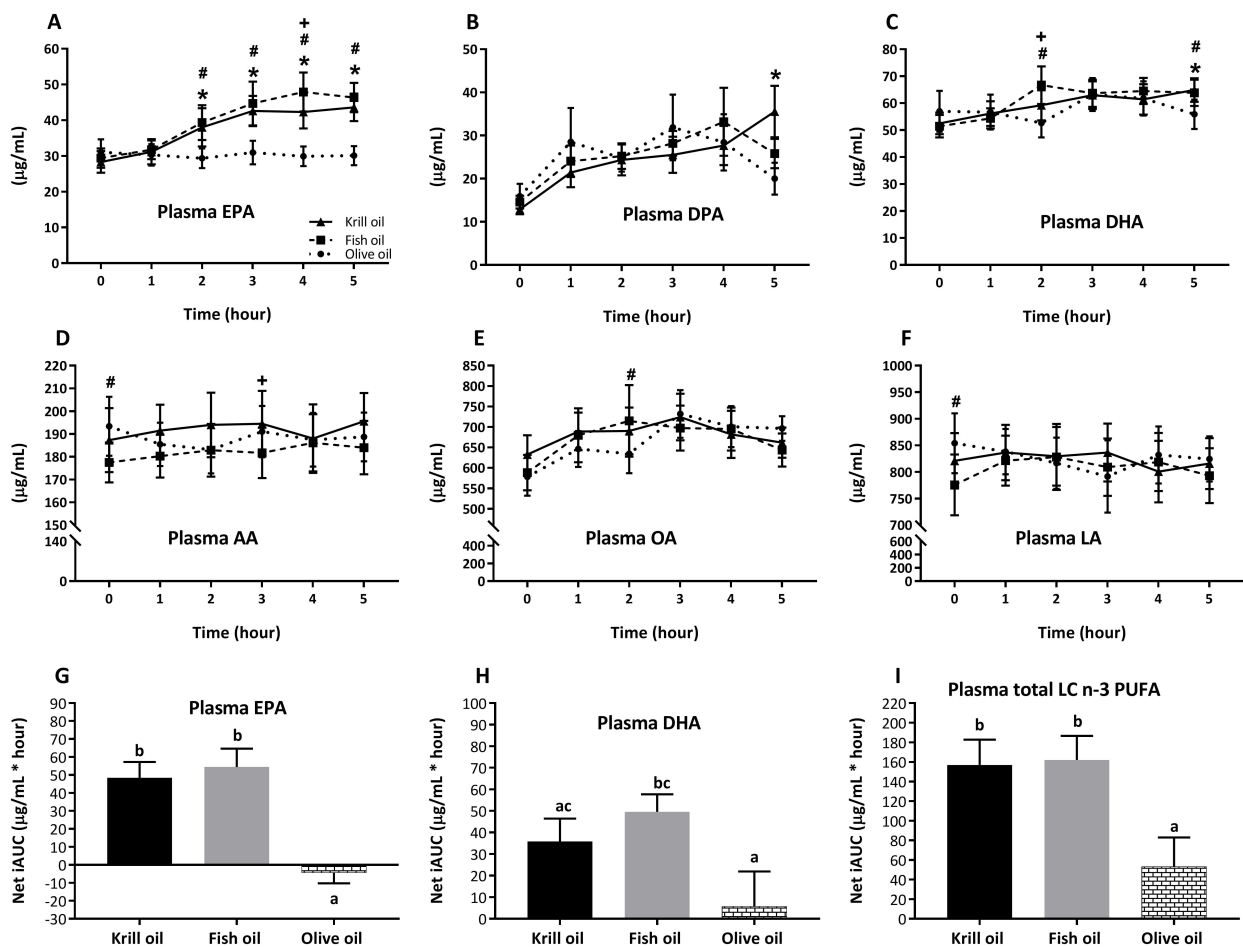 A
+
#
#
#
#
*
*
*
*
60
50
40
30
20
10
0
(µg/mL)
Plasma EPA
Krill oil
Fish oil
Olive oil
0 1 2 3 4 5
Time (hour)
B
*
50
40
30
20
10
0
(µg/mL)
Plasma DPA
0 1 2 3 4 5
Time (hour)
C
+
#
#
*
80
70
60
50
40
30
20
10
0
(µg/mL)
Plasma DHA
0 1 2 3 4 5
Time (hour)
D
#
+
220
210
200
190
180
170
160
150
140
0
(µg/mL)
Plasma AA
0 1 2 3 4 5
Time (hour)
E
#
850
800
750
700
650
600
550
500
400
200
0
(µg/mL)
Plasma OA
0 1 2 3 4 5
Time (hour)
F
#
1000
950
900
850
800
750
700
600
400
200
0
(µg/mL)
Plasma LA
0 1 2 3 4 5
Time (hour)
G
Plasma EPA
90
80
70
60
50
40
30
20
10
0
-10
-20
-30
Net iAUC (µg/mL * hour)
b
b
a
Krill oil Fish oil Olive oil
H
Plasma DHA
100
90
80
70
60
50
40
30
20
10
0
Net iAUC (µg/mL * hour)
ac
bc
a
Krill oil Fish oil Olive oil
I
Plasma total LC n-3 PUFA
220
200
180
160
140
120
100
80
60
40
20
0
Net iAUC (µg/mL * hour)
b
b
a
Krill oil Fish oil Olive oil